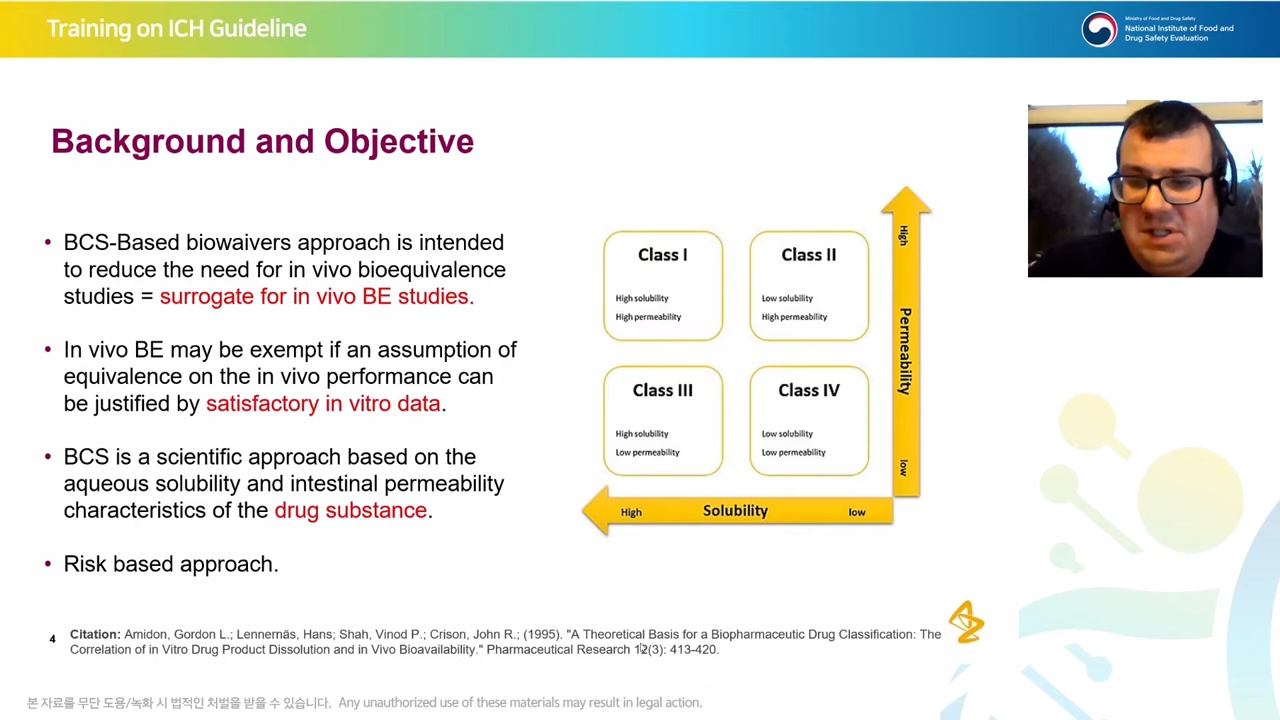 Training on ICH Guideline
Ministry of Food and Drug Safety
National Institute of Food and
Drug Safety Evaluation
Background and Objective
• BCS-Based biowaivers approach is intended
to reduce the need for in vivo bioequivalence
studies = surrogate for in vivo BE studies.
• In vivo BE may be exempt if an assumption of
equivalence on the in vivo performance can
be justified by satisfactory in vitro data.
• BCS is a scientific approach based on the
aqueous solubility and intestinal permeability
characteristics of the drug substance.
• Risk based approach.
Class I
High solubility
High permeability
Class II
Low solubility
High permeability
Class III
High solubility
Low permeability
Class IV
Low solubility
Low permeability
High
Permeability
low
High Solubility low
4
Citation: Amidon, Gordon L.; Lennernäs, Hans; Shah, Vinod P.; Crison, John R.; (1995). "A Theoretical Basis for a Biopharmaceutic Drug Classification: The
Correlation of in Vitro Drug Product Dissolution and in Vivo Bioavailability." Pharmaceutical Research 12(3): 413-420.
본 자료를 무단 도용/녹화 시 법적인 처벌을 받을 수 있습니다. Any unauthorized use of these materials may result in legal action.